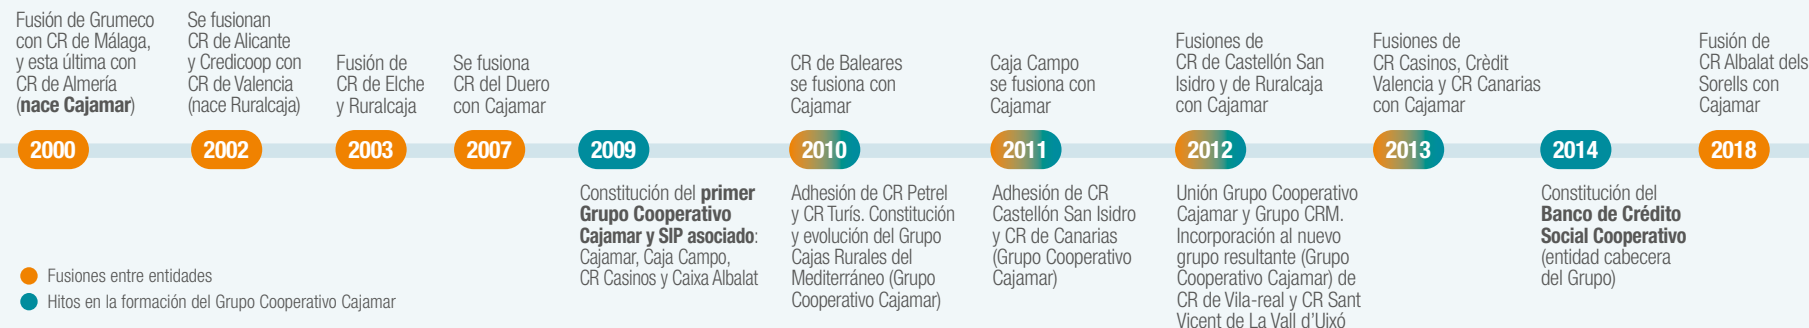 Fusión de Grumeco
con CR de Málaga,
y esta última con
CR de Almería
(nace Cajamar)
2000
Se fusionan
CR de Alicante
y Credicoop con
CR de Valencia
(nace Ruralcaja)
2002
Fusión de
CR de Elche
y Ruralcaja
2003
Se fusiona
CR del Duero
con Cajamar
2007
2009
Constitución del primer
Grupo Cooperativo
Cajamar y SIP asociado:
Cajamar, Caja Campo,
CR Casinos y Caixa Albalat
CR de Baleares
se fusiona con
Cajamar
2010
Adhesión de CR Petrel
y CR Turís. Constitución
y evolución del Grupo
Cajas Rurales del
Mediterráneo (Grupo
Cooperativo Cajamar)
Caja Campo
se fusiona con
Cajamar
2011
Adhesión de CR
Castellón San Isidro
y CR de Canarias
(Grupo Cooperativo
Cajamar)
Fusiones de
CR de Castellón San
Isidro y de Ruralcaja
con Cajamar
2012
Unión Grupo Cooperativo
Cajamar y Grupo CRM.
Incorporación al nuevo
grupo resultante (Grupo
Cooperativo Cajamar) de
CR de Vila-real y CR Sant
Vicent de La Vall d'Uixó
Fusiones de
CR Casinos, Crèdit
Valencia y CR Canarias
con Cajamar
2013
2014
Constitución del
Banco de Crédito
Social Cooperativo
(entidad cabecera
del Grupo)
Fusión de
CR Albalat dels
Sorells con
Cajamar
2018
Fusiones entre entidades
Hitos en la formación del Grupo Cooperativo Cajamar